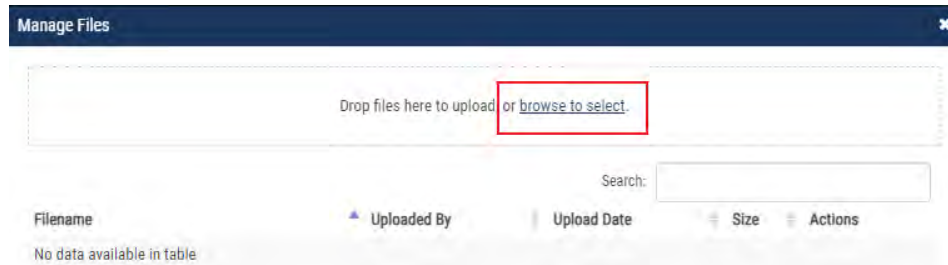 Manage Files
Drop files here to upload, or browse to select.
Search:
Filename Uploaded By Upload Date Size Actions
No data available in table